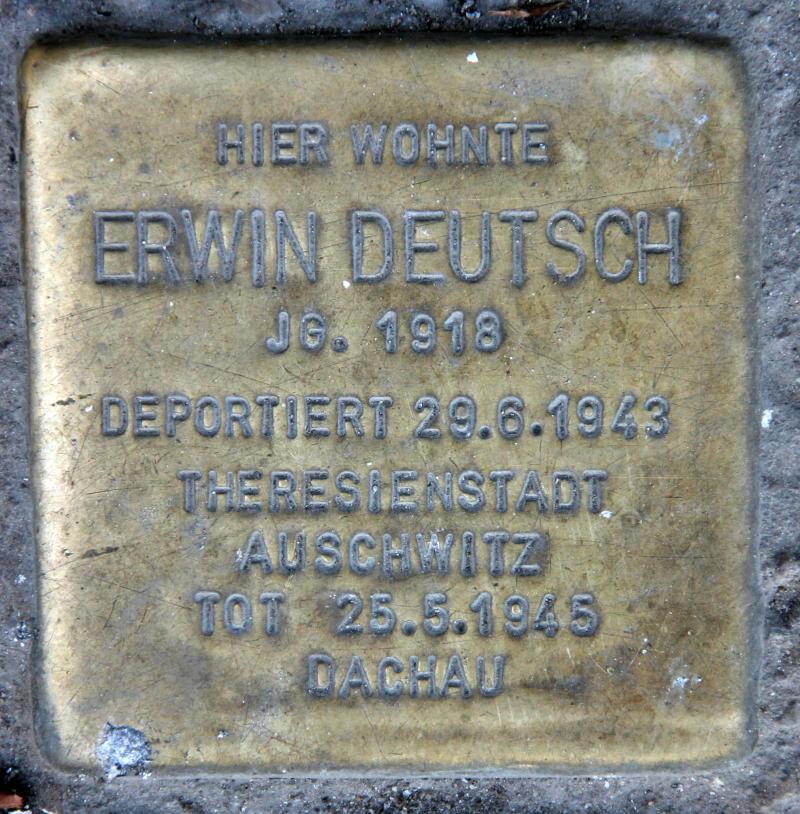 HIER WOHNTE
ERWIN DEUTSCH
JG. 1918
DEPORTIERT 29.6.1943
THERESIENSTADT
AUSCHWITZ
TOT 25.5.1945
DACHAU